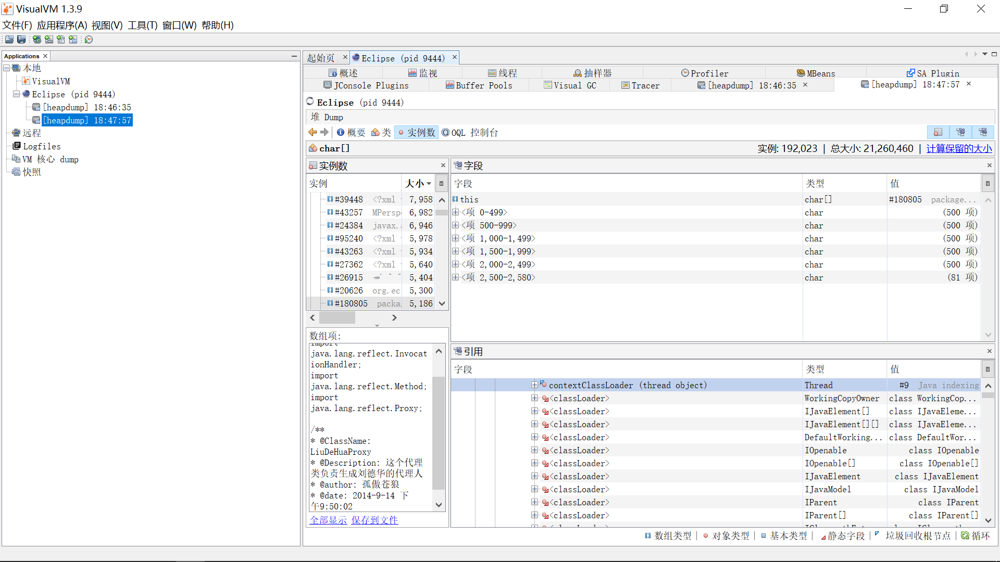 VisualVM 1.3.9
文件(F) 应用程序(A) 视图(V) 工具(T) 窗口(W) 帮助(H)
Applications
本地
VisualVM
Eclipse (pid 9444)
[heapdump] 18:46:35
[heapdump] 18:47:57
远程
Logfiles
VM 核心 dump
快照
起始页
Eclipse (pid 9444)
概述 监视 线程 抽样器 Profiler MBeans SA Plugin
JConsole Plugins Buffer Pools Visual GC Tracer [heapdump] 18:46:35 [heapdump] 18:47:57
Eclipse (pid 9444)
堆 Dump
概要 类 实例数 OQL 控制台
char[] 实例: 192,023 | 总大小: 21,260,460 | 计算保留的大小
实例数
实例 大小
#39448 <?xml 7,958
#43257 MPersp 6,982
#24384 javax. 6,946
#95240 <?xml 5,978
#43263 <?xml 5,934
#27362 <?xml 5,640
#26915 5,404
#20626 org.ec 5,300
#180805 packa 5,186
数组项:
import
java.lang.reflect.Invocat
ionHandler;
import
java.lang.reflect.Method;
import
java.lang.reflect.Proxy;
/**
* @ClassName:
LiuDeHuaProxy
* @Description: 这个代理
类负责生成刘德华的代理人
* @author: 孤傲苍狼
* @date: 2014-9-14 下
午9:50:02
全部显示 保存到文件
字段
字段 类型 值
this char[] #180805 package...
<项 0-499> char (500 项)
<项 500-999> char (500 项)
<项 1,000-1,499> char (500 项)
<项 1,500-1,999> char (500 项)
<项 2,000-2,499> char (500 项)
<项 2,500-2,580> char (81 项)
引用
字段 类型 值
contextClassLoader (thread object) Thread #9 Java indexing
<classLoader> WorkingCopyOwner class WorkingCop...
<classLoader> IJavaElement[] class IJavaEleme...
<classLoader> IJavaElement[][] class IJavaEleme...
<classLoader> DefaultWorking... class DefaultWor...
<classLoader> IOpenable class IOpenable
<classLoader> IOpenable[] class IOpenable[]
<classLoader> IJavaElement class IJavaElement
<classLoader> IJavaModel class IJavaModel
<classLoader> IParent class IParent
<classLoader> IParent[] class IParent[]
数组类型 | 对象类型 | 基本类型 | 静态字段 | 垃圾回收根节点 | 循环